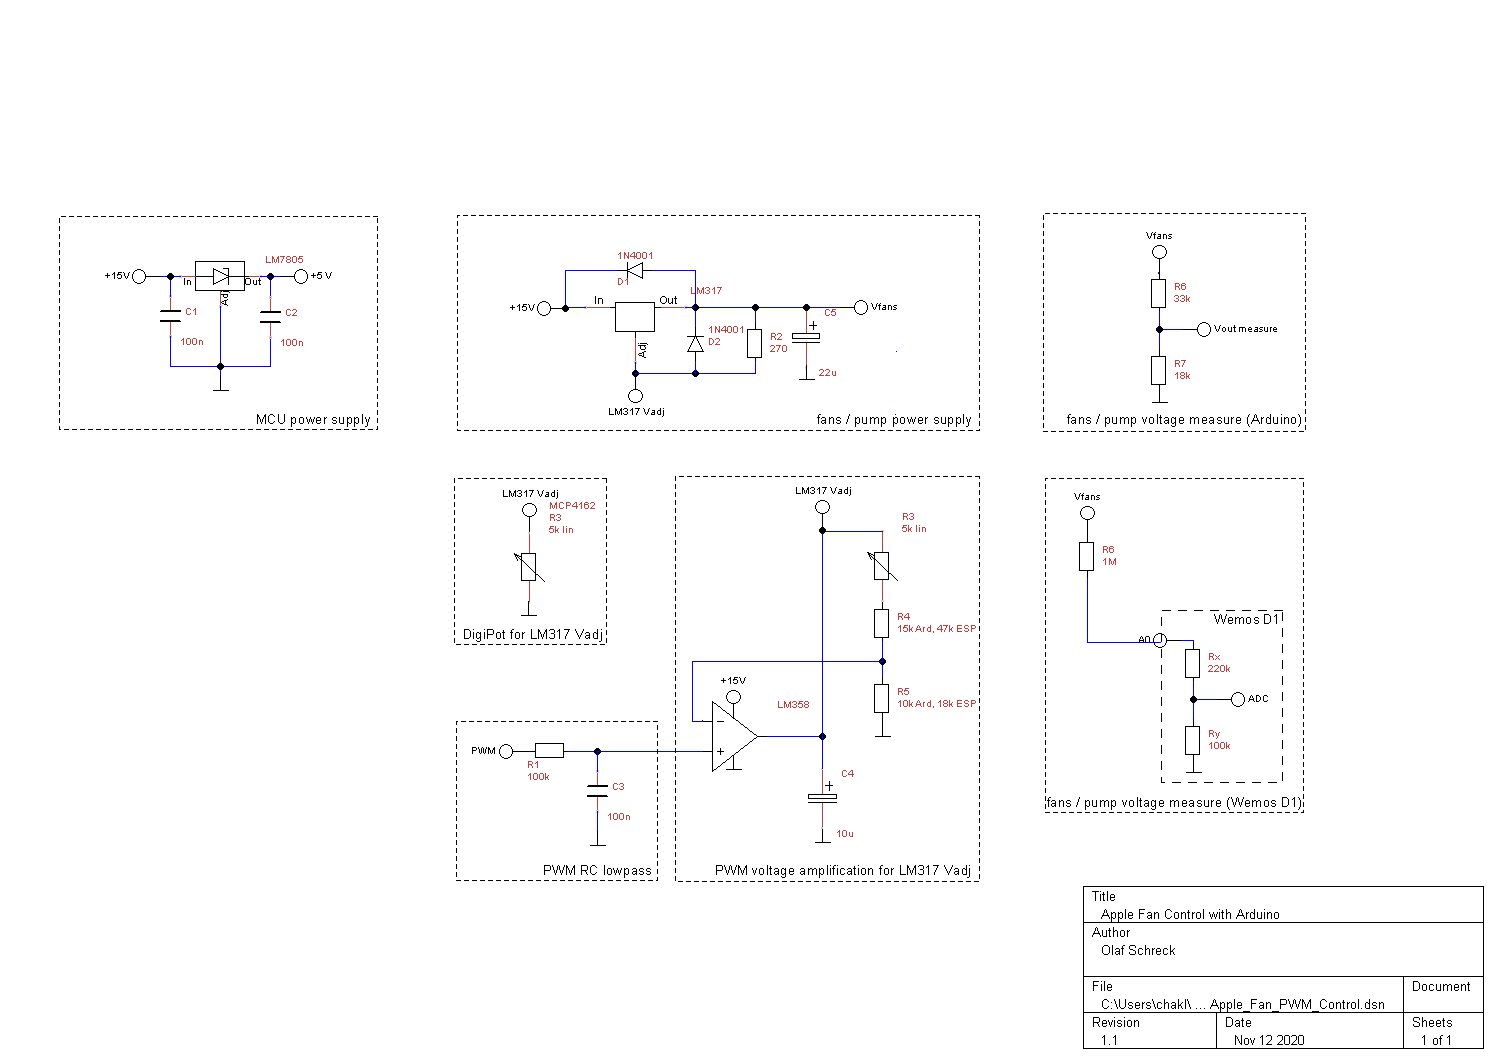 LM7805
+15V
In
Out
+5 V
Adj
C1
100n
C2
100n
MCU power supply
1N4001
D1
LM317
+15V
In
Out
Adj
1N4001
D2
R2
270
C5
+
22u
Vfans
LM317 Vadj
fans / pump power supply
Vfans
R6
33k
Vout measure
R7
18k
fans / pump voltage measure (Arduino)
LM317 Vadj
MCP4162
R3
5k lin
DigiPot for LM317 Vadj
LM317 Vadj
R3
5k lin
R4
15k Ard, 47k ESP
R5
10k Ard, 18k ESP
+15V
LM358
−
+
C4
+
10u
PWM voltage amplification for LM317 Vadj
PWM
R1
100k
C3
100n
PWM RC lowpass
Vfans
R6
1M
Wemos D1
A0
Rx
220k
ADC
Ry
100k
fans / pump voltage measure (Wemos D1)
Title
Apple Fan Control with Arduino
Author
Olaf Schreck
File
C:\Users\chakl\ ... Apple_Fan_PWM_Control.dsn
Document
Revision
1.1
Date
Nov 12 2020
Sheets
1 of 1